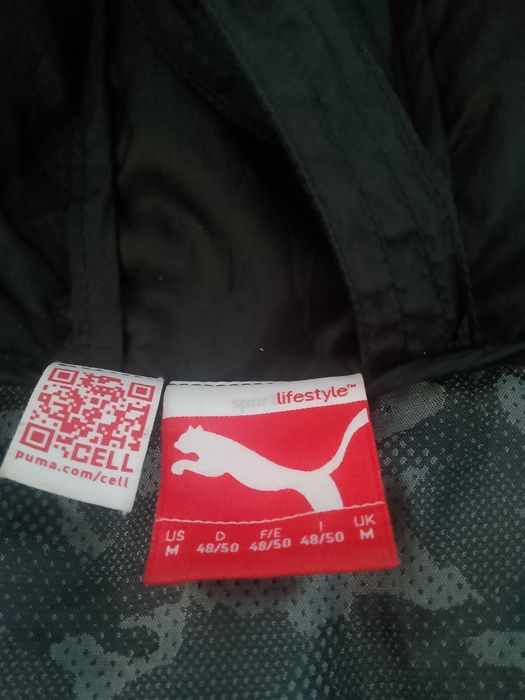 CELL
puma.com/cell
sportlifestyle™
US D F/E I UK
M 48/50 48/50 48/50 M